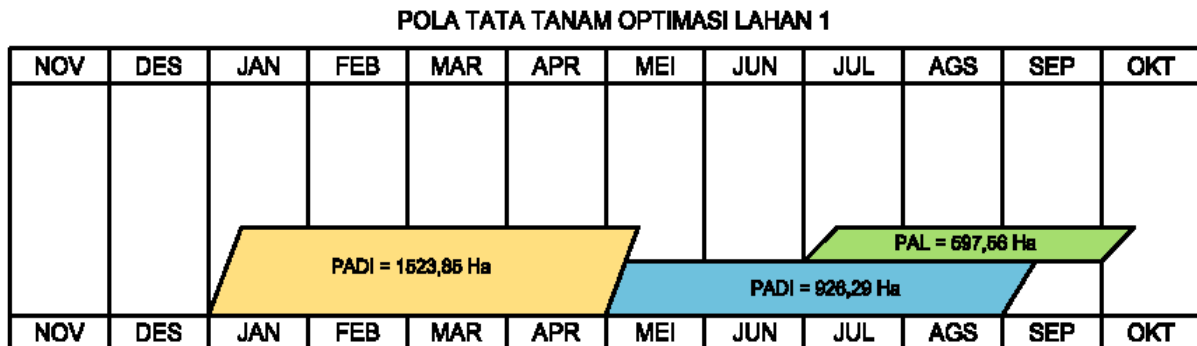 POLA TATA TANAM OPTIMASI LAHAN 1
NOV DES JAN FEB MAR APR MEI JUN JUL AGS SEP OKT
PAL = 597,56 Ha
PADI = 1523,85 Ha
PADI = 926,29 Ha
NOV DES JAN FEB MAR APR MEI JUN JUL AGS SEP OKT